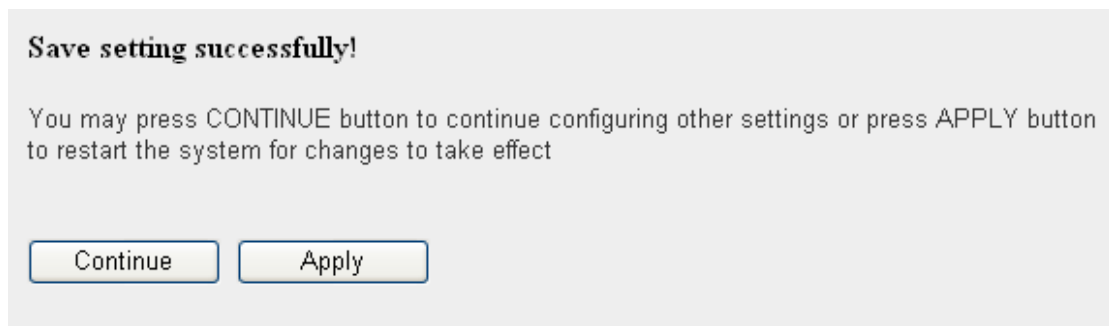 Save setting successfully!
You may press CONTINUE button to continue configuring other settings or press APPLY button
to restart the system for changes to take effect
Continue Apply